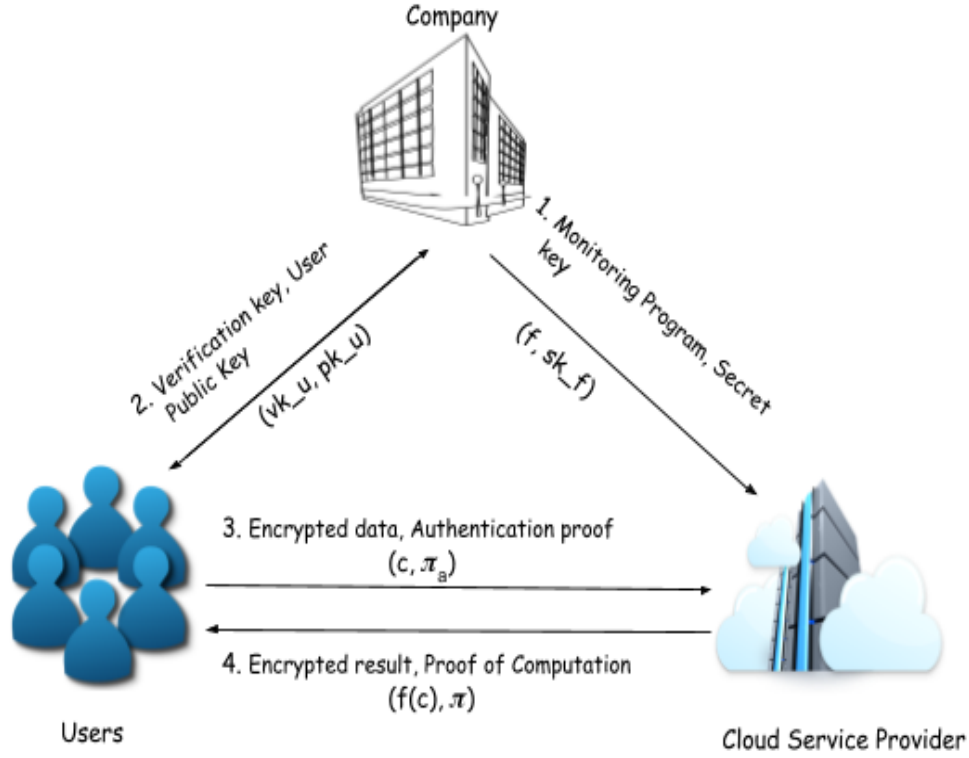 Company
1. Monitoring Program, Secret
key
(f, sk_f)
2. Verification key, User
Public Key
(vk_u, pk_u)
3. Encrypted data, Authentication proof
(c, π_a)
4. Encrypted result, Proof of Computation
(f(c), π)
Users
Cloud Service Provider